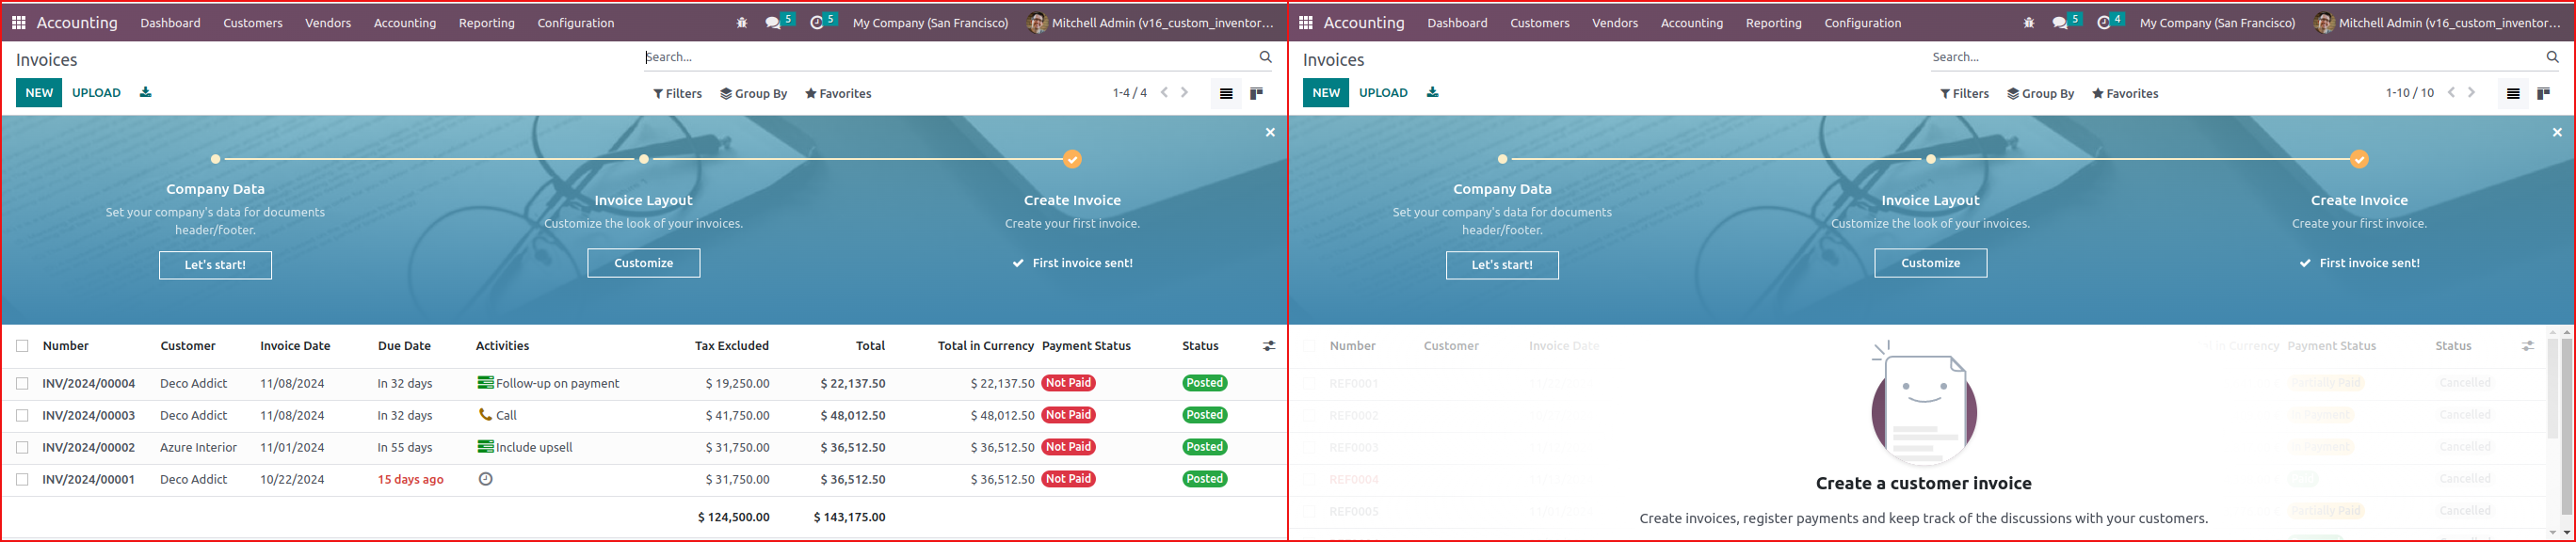 Accounting Dashboard Customers Vendors Accounting Reporting Configuration 5 5 My Company (San Francisco) Mitchell Admin (v16_custom_inventor...
Invoices
Search...
NEW UPLOAD
Filters Group By Favorites 1-4 / 4
Company Data
Set your company's data for documents
header/footer.
Let's start!
Invoice Layout
Customize the look of your invoices.
Customize
Create Invoice
Create your first invoice.
First invoice sent!
Number Customer Invoice Date Due Date Activities Tax Excluded Total Total in Currency Payment Status Status
INV/2024/00004 Deco Addict 11/08/2024 In 32 days Follow-up on payment $ 19,250.00 $ 22,137.50 $ 22,137.50 Not Paid Posted
INV/2024/00003 Deco Addict 11/08/2024 In 32 days Call $ 41,750.00 $ 48,012.50 $ 48,012.50 Not Paid Posted
INV/2024/00002 Azure Interior 11/01/2024 In 55 days Include upsell $ 31,750.00 $ 36,512.50 $ 36,512.50 Not Paid Posted
INV/2024/00001 Deco Addict 10/22/2024 15 days ago $ 31,750.00 $ 36,512.50 $ 36,512.50 Not Paid Posted
$ 124,500.00 $ 143,175.00
Accounting Dashboard Customers Vendors Accounting Reporting Configuration 5 4 My Company (San Francisco) Mitchell Admin (v16_custom_inventor...
Invoices
Search...
NEW UPLOAD
Filters Group By Favorites 1-10 / 10
Company Data
Set your company's data for documents
header/footer.
Let's start!
Invoice Layout
Customize the look of your invoices.
Customize
Create Invoice
Create your first invoice.
First invoice sent!
Number Customer Invoice Date in Currency Payment Status Status
REF0001 Partially Paid Cancelled
REF0002 In Payment Cancelled
REF0003 In Payment Cancelled
REF0004 Cancelled
REF0005 Partially Paid Cancelled
Create a customer invoice
Create invoices, register payments and keep track of the discussions with your customers.